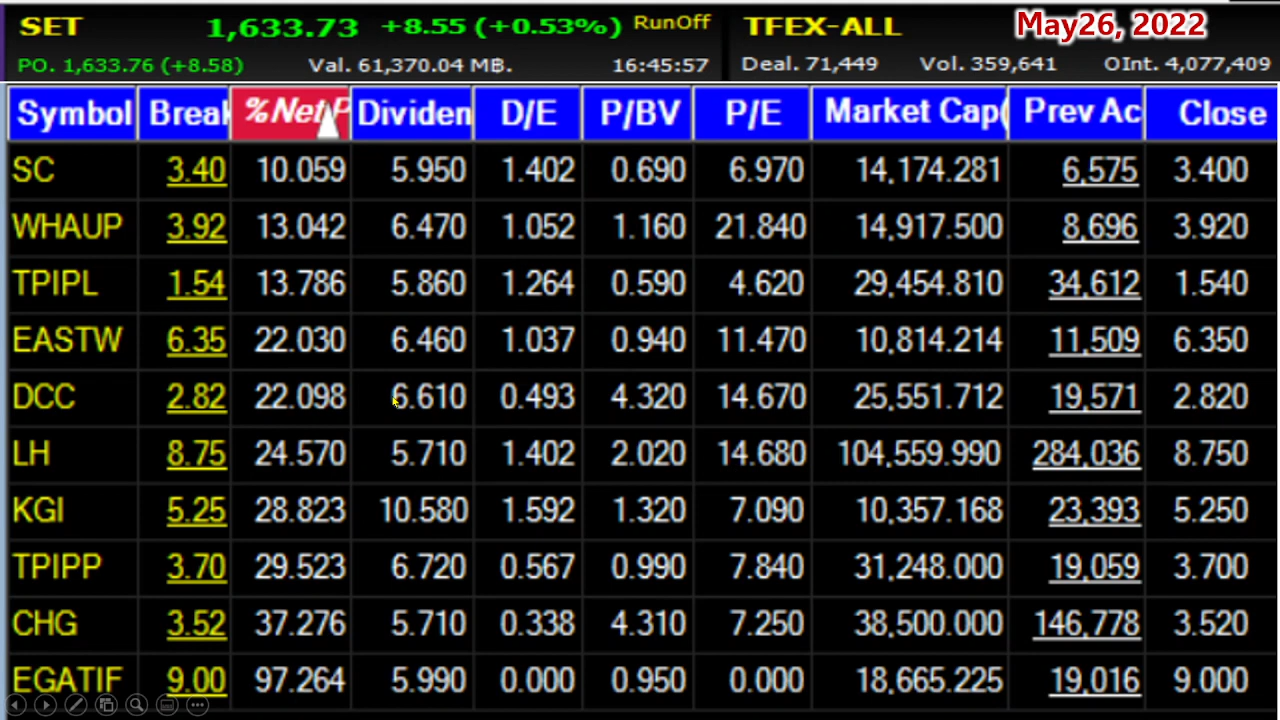 SET 1,633.73 +8.55 (+0.53%) RunOff TFEX-ALL May26, 2022
PO. 1,633.76 (+8.58) Val. 61,370.04 MB. 16:45:57 Deal. 71,449 Vol. 359,641 OInt. 4,077,409
Symbol Break %NetP Dividen D/E P/BV P/E Market Cap( Prev Ac Close
SC 3.40 10.059 5.950 1.402 0.690 6.970 14,174.281 6,575 3.400
WHAUP 3.92 13.042 6.470 1.052 1.160 21.840 14,917.500 8,696 3.920
TPIPL 1.54 13.786 5.860 1.264 0.590 4.620 29,454.810 34,612 1.540
EASTW 6.35 22.030 6.460 1.037 0.940 11.470 10,814.214 11,509 6.350
DCC 2.82 22.098 6.610 0.493 4.320 14.670 25,551.712 19,571 2.820
LH 8.75 24.570 5.710 1.402 2.020 14.680 104,559.990 284,036 8.750
KGI 5.25 28.823 10.580 1.592 1.320 7.090 10,357.168 23,393 5.250
TPIPP 3.70 29.523 6.720 0.567 0.990 7.840 31,248.000 19,059 3.700
CHG 3.52 37.276 5.710 0.338 4.310 7.250 38,500.000 146,778 3.520
EGATIF 9.00 97.264 5.990 0.000 0.950 0.000 18,665.225 19,016 9.000